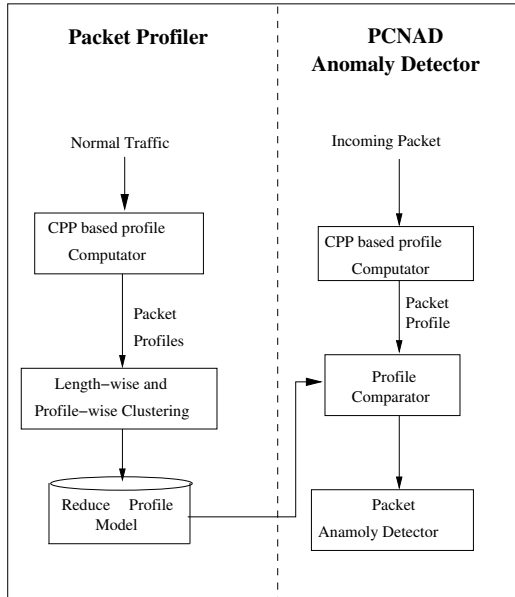 Packet Profiler
Normal Traffic
CPP based profile
Computator
Packet
Profiles
Length-wise and
Profile-wise Clustering
Reduce Profile
Model
PCNAD
Anomaly Detector
Incoming Packet
CPP based profile
Computator
Packet
Profile
Profile
Comparator
Packet
Anamoly Detector